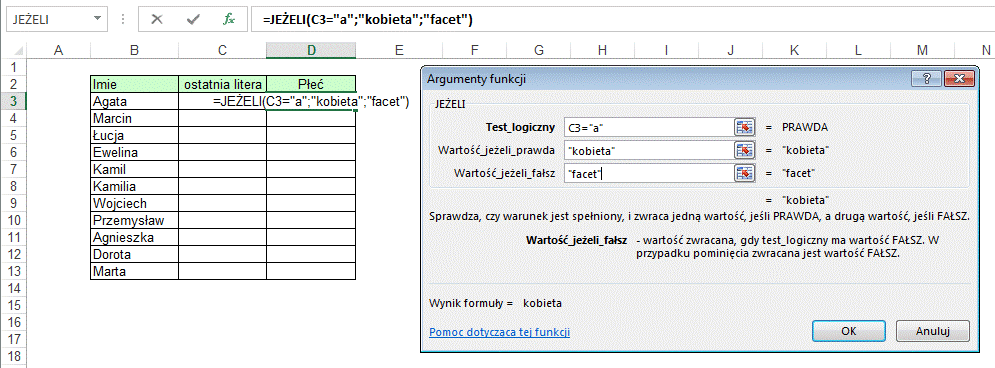 JEŻELI =JEŻELI(C3="a";"kobieta";"facet")
A B C D E F G H I J K L M N
1
2 Imie ostatnia litera Płeć
3 Agata =JEŻELI(C3="a";"kobieta";"facet")
4 Marcin
5 Łucja
6 Ewelina
7 Kamil
8 Kamilia
9 Wojciech
10 Przemysław
11 Agnieszka
12 Dorota
13 Marta
14
15
16
17
18
Argumenty funkcji
JEŻELI
Test_logiczny C3="a" = PRAWDA
Wartość_jeżeli_prawda "kobieta" = "kobieta"
Wartość_jeżeli_fałsz "facet" = "facet"
= "kobieta"
Sprawdza, czy warunek jest spełniony, i zwraca jedną wartość, jeśli PRAWDA, a drugą wartość, jeśli FAŁSZ.
Wartość_jeżeli_fałsz - wartość zwracana, gdy test_logiczny ma wartość FAŁSZ. W
przypadku pominięcia zwracana jest wartość FAŁSZ.
Wynik formuły = kobieta
Pomoc dotycząca tej funkcji
OK Anuluj